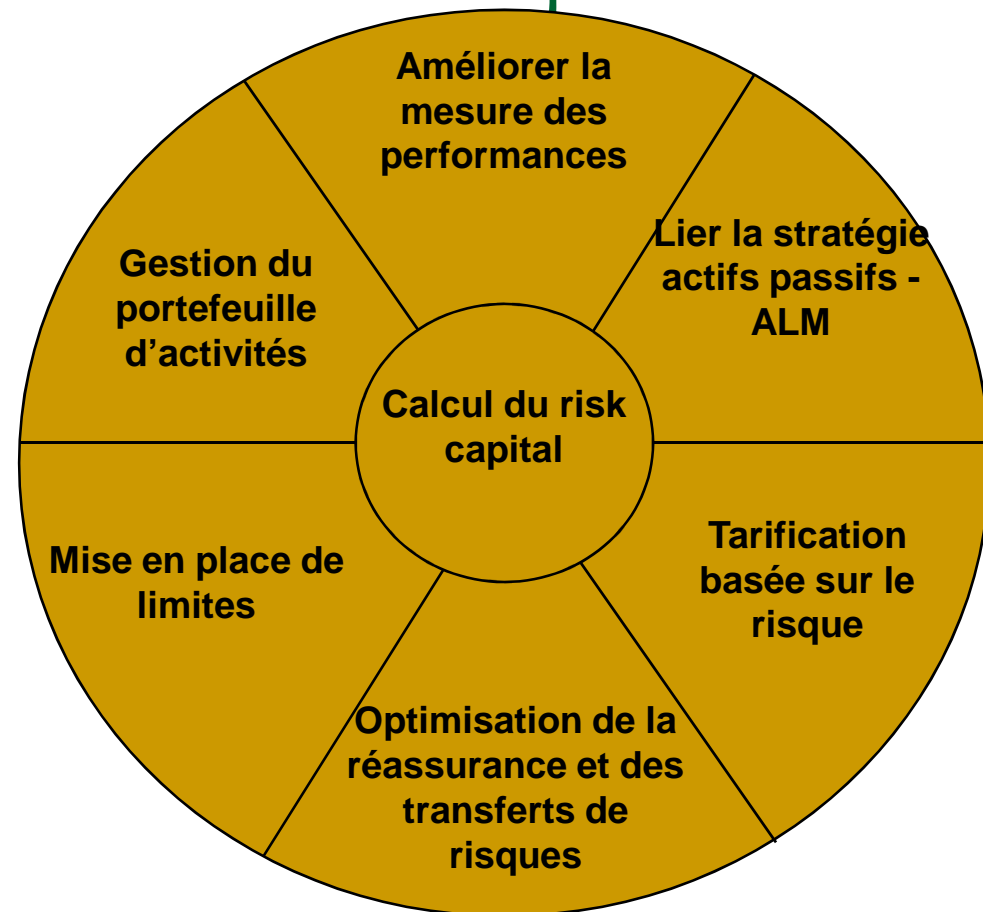 Améliorer la
mesure des
performances
Lier la stratégie
actifs passifs -
ALM
Gestion du
portefeuille
d’activités
Calcul du risk
capital
Tarification
basée sur le
risque
Mise en place de
limites
Optimisation de la
réassurance et des
transferts de
risques